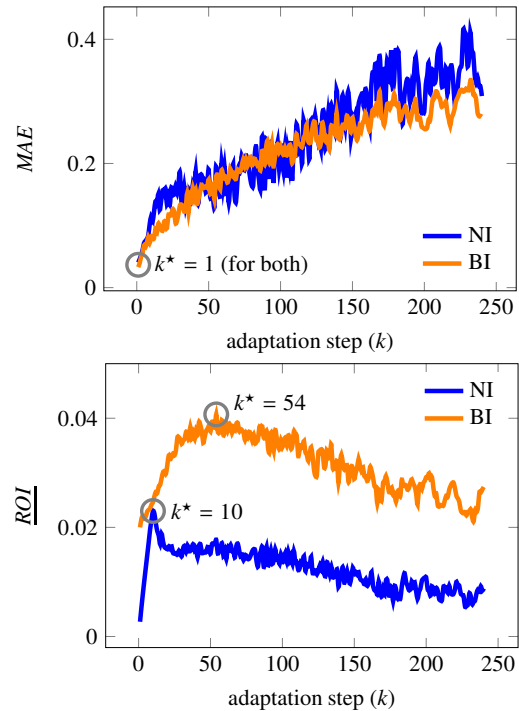 0.4
0.2
0
MAE
k★ = 1 (for both)
NI
BI
0 50 100 150 200 250
adaptation step (k)
0.04
0.02
0
ROI
NI
BI
k★ = 54
k★ = 10
0 50 100 150 200 250
adaptation step (k)